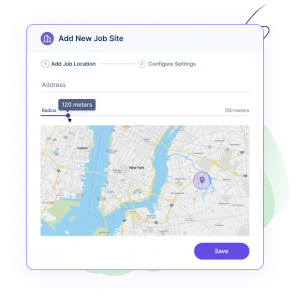 Add New Job Site
1 Add Job Location
2 Configure Settings
Address
120 meters
Radius
700 meters
New York
Save